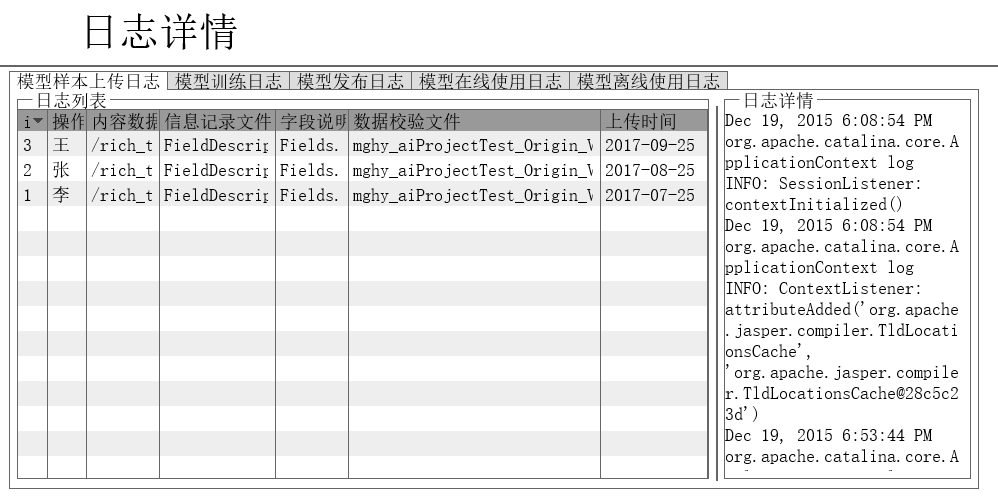 日志详情
模型样本上传日志 模型训练日志 模型发布日志 模型在线使用日志 模型离线使用日志
日志列表
i 操作 内容数据 信息记录文件 字段说明 数据校验文件 上传时间
3 王 /rich_t FieldDescrip Fields. mghy_aiProjectTest_Origin_V 2017-09-25
2 张 /rich_t FieldDescrip Fields. mghy_aiProjectTest_Origin_V 2017-08-25
1 李 /rich_t FieldDescrip Fields. mghy_aiProjectTest_Origin_V 2017-07-25
日志详情
Dec 19, 2015 6:08:54 PM
org.apache.catalina.core.A
pplicationContext log
INFO: SessionListener:
contextInitialized()
Dec 19, 2015 6:08:54 PM
org.apache.catalina.core.A
pplicationContext log
INFO: ContextListener:
attributeAdded('org.apache
.jasper.compiler.TldLocati
onsCache',
'org.apache.jasper.compile
r.TldLocationsCache@28c5c2
3d')
Dec 19, 2015 6:53:44 PM
org.apache.catalina.core.A